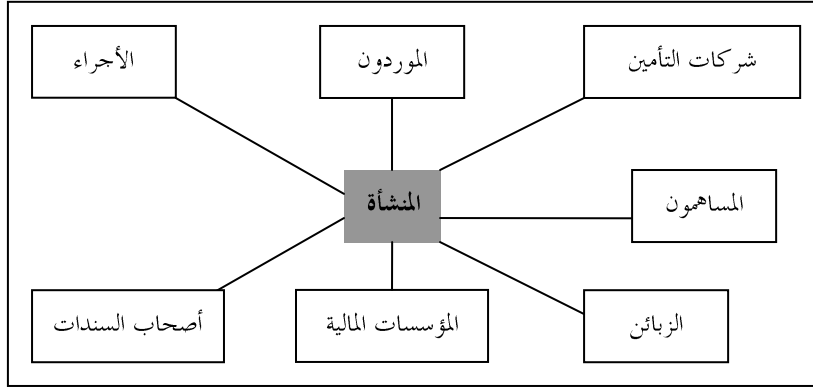 شركات التأمين
الموردون
الأجراء
المساهمون
المنشأة
الزبائن
المؤسسات المالية
أصحاب السندات